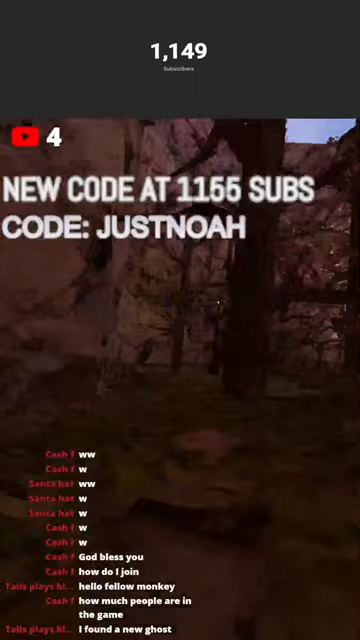 1,149
Subscribers
4
NEW CODE AT 1155 SUBS
CODE: JUSTNOAH
Cash f ww
Cash f w
Santa hat ww
Santa hat w
Santa hat w
Cash f w
Cash f w
Cash f God bless you
Cash f how do I join
Tails plays bl... hello fellow monkey
Cash f how much people are in
the game
Tails plays bl... I found a new ghost